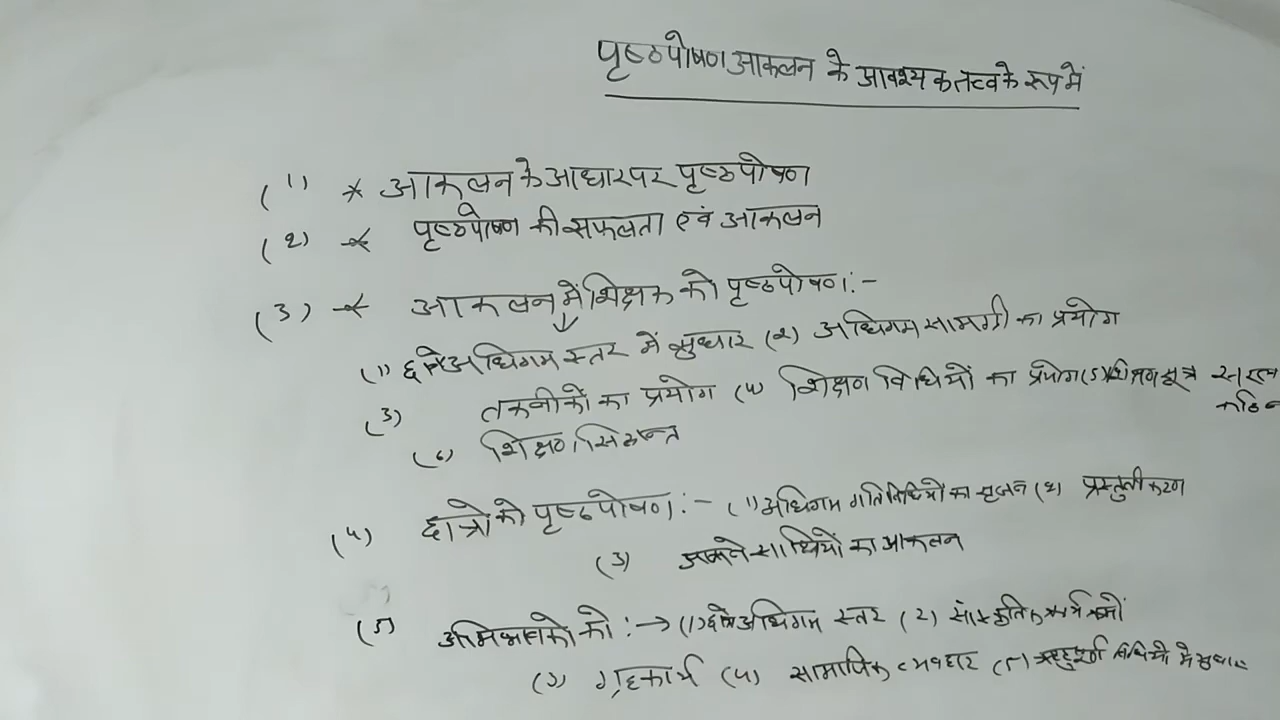 पृष्ठपोषण आकलन के आवश्यक तत्व के रूप में
(1) * आकलन के आधार पर पृष्ठपोषण
(2) * पृष्ठपोषण की सफलता एवं आकलन
(3) * आकलन में शिक्षक को पृष्ठपोषण :-
(1) अधिगम स्तर में सुधार (2) अधिगम सामग्री का प्रयोग
(3) तकनीकों का प्रयोग (4) शिक्षण विधियों का प्रयोग (5) शिक्षण सूत्र सरल
कठिन
(6) शिक्षण सिद्धान्त
(4) छात्रों को पृष्ठपोषण :- (1) अधिगम गतिविधियों का सृजन (2) प्रस्तुतीकरण
(3) अपने साथियों का आकलन
(5) अभिभावकों को :→ (1) अधिगम स्तर (2) सांस्कृतिक
(3) गृहकार्य (4) सामाजिक व्यवहार (5) विधियों में सुधार